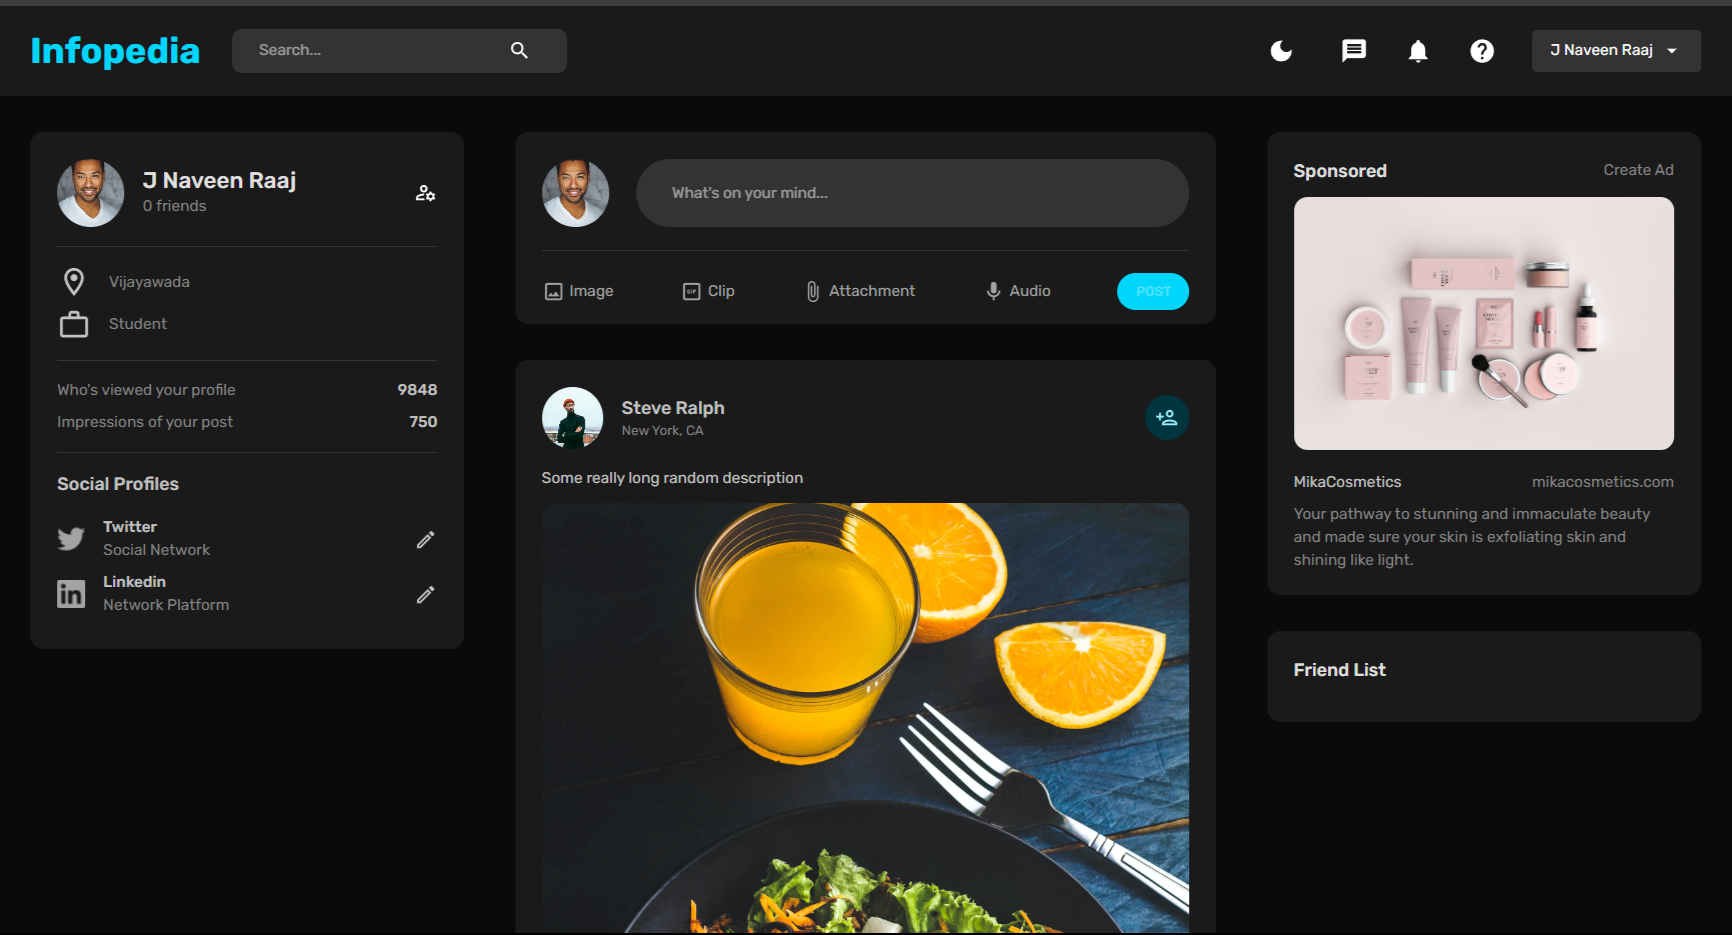 Infopedia
Search...
J Naveen Raaj
J Naveen Raaj
0 friends
Vijayawada
Student
Who's viewed your profile 9848
Impressions of your post 750
Social Profiles
Twitter
Social Network
Linkedin
Network Platform
What's on your mind...
Image
GIF Clip
Attachment
Audio
POST
Steve Ralph
New York, CA
Some really long random description
Sponsored
Create Ad
MikaCosmetics
mikacosmetics.com
Your pathway to stunning and immaculate beauty
and made sure your skin is exfoliating skin and
shining like light.
Friend List